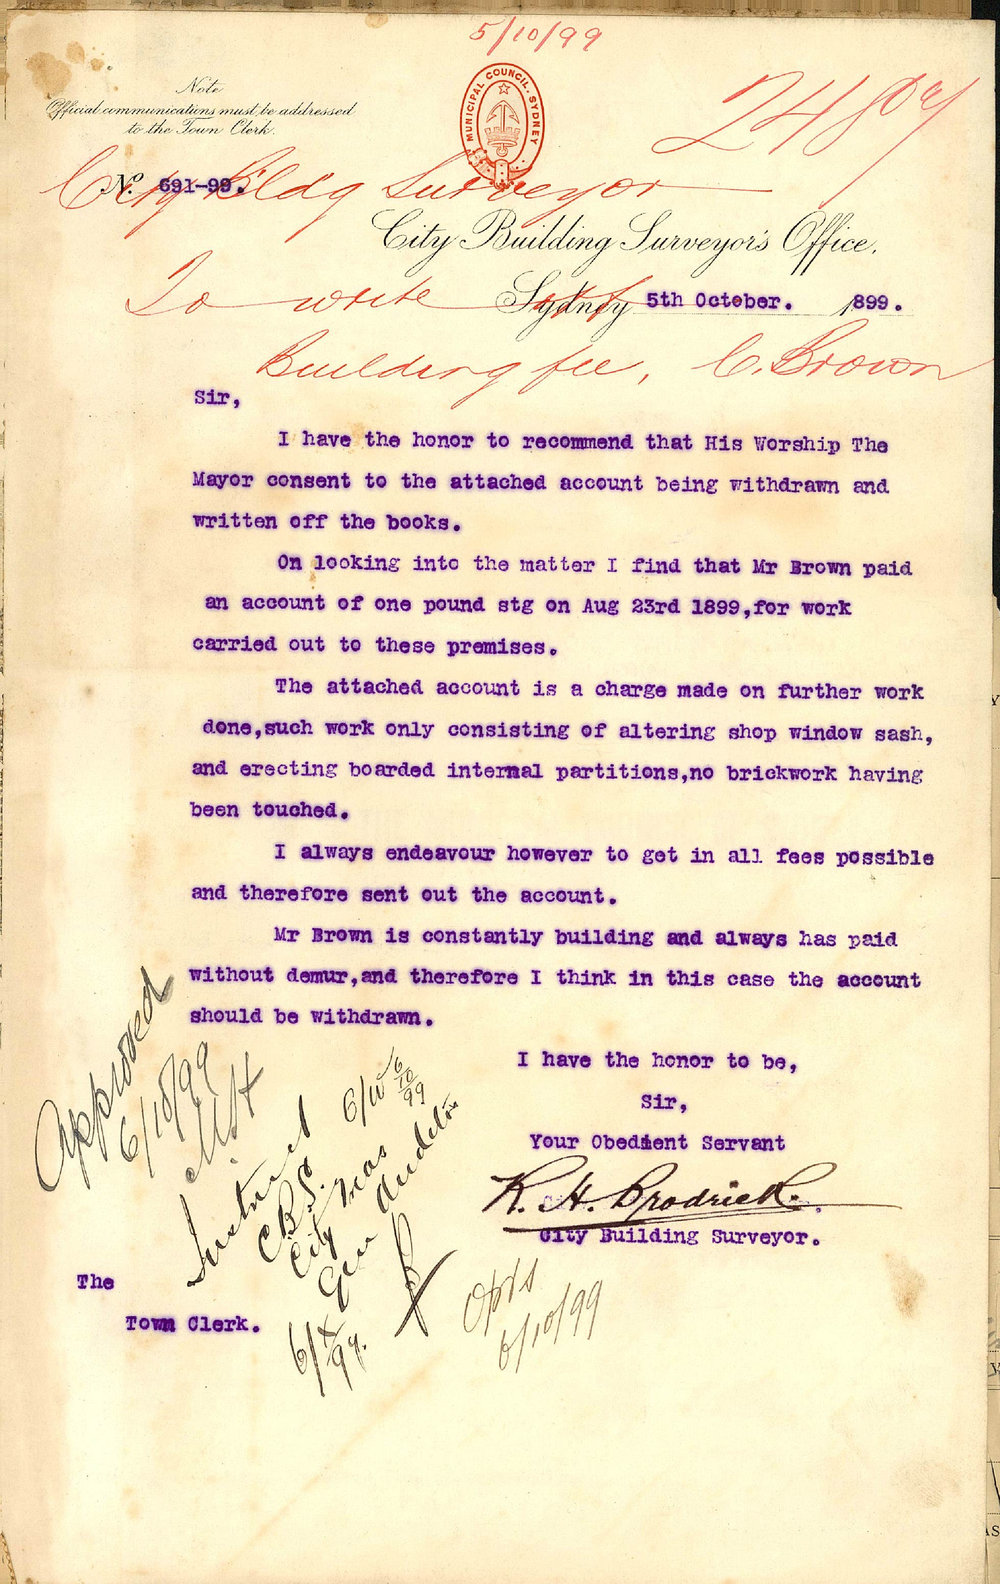 5/10/99
Note
Official communications must be addressed
to the Town Clerk.
MUNICIPAL COUNCIL. SYDNEY
No. 691-99.
City Bldg Surveyor
City Building Surveyor's Office.
To write off
Sydney 5th October. 1899.
Building fee, C. Brown
Sir,
I have the honor to recommend that His Worship The
Mayor consent to the attached account being withdrawn and
written off the books.
On looking into the matter I find that Mr Brown paid
an account of one pound stg on Aug 23rd 1899,for work
carried out to these premises.
The attached account is a charge made on further work
done,such work only consisting of altering shop window sash,
and erecting boarded internal partitions,no brickwork having
been touched.
I always endeavour however to get in all fees possible
and therefore sent out the account.
Mr Brown is constantly building and always has paid
without demur,and therefore I think in this case the account
should be withdrawn.
I have the honor to be,
Sir,
Your Obedient Servant
R. H. Brodrick.
City Building Surveyor.
The
Town Clerk.
Approved
6/10/99
Instruct
C.B.S.
City Treas
Auditor
6/X/99.
6/10/99